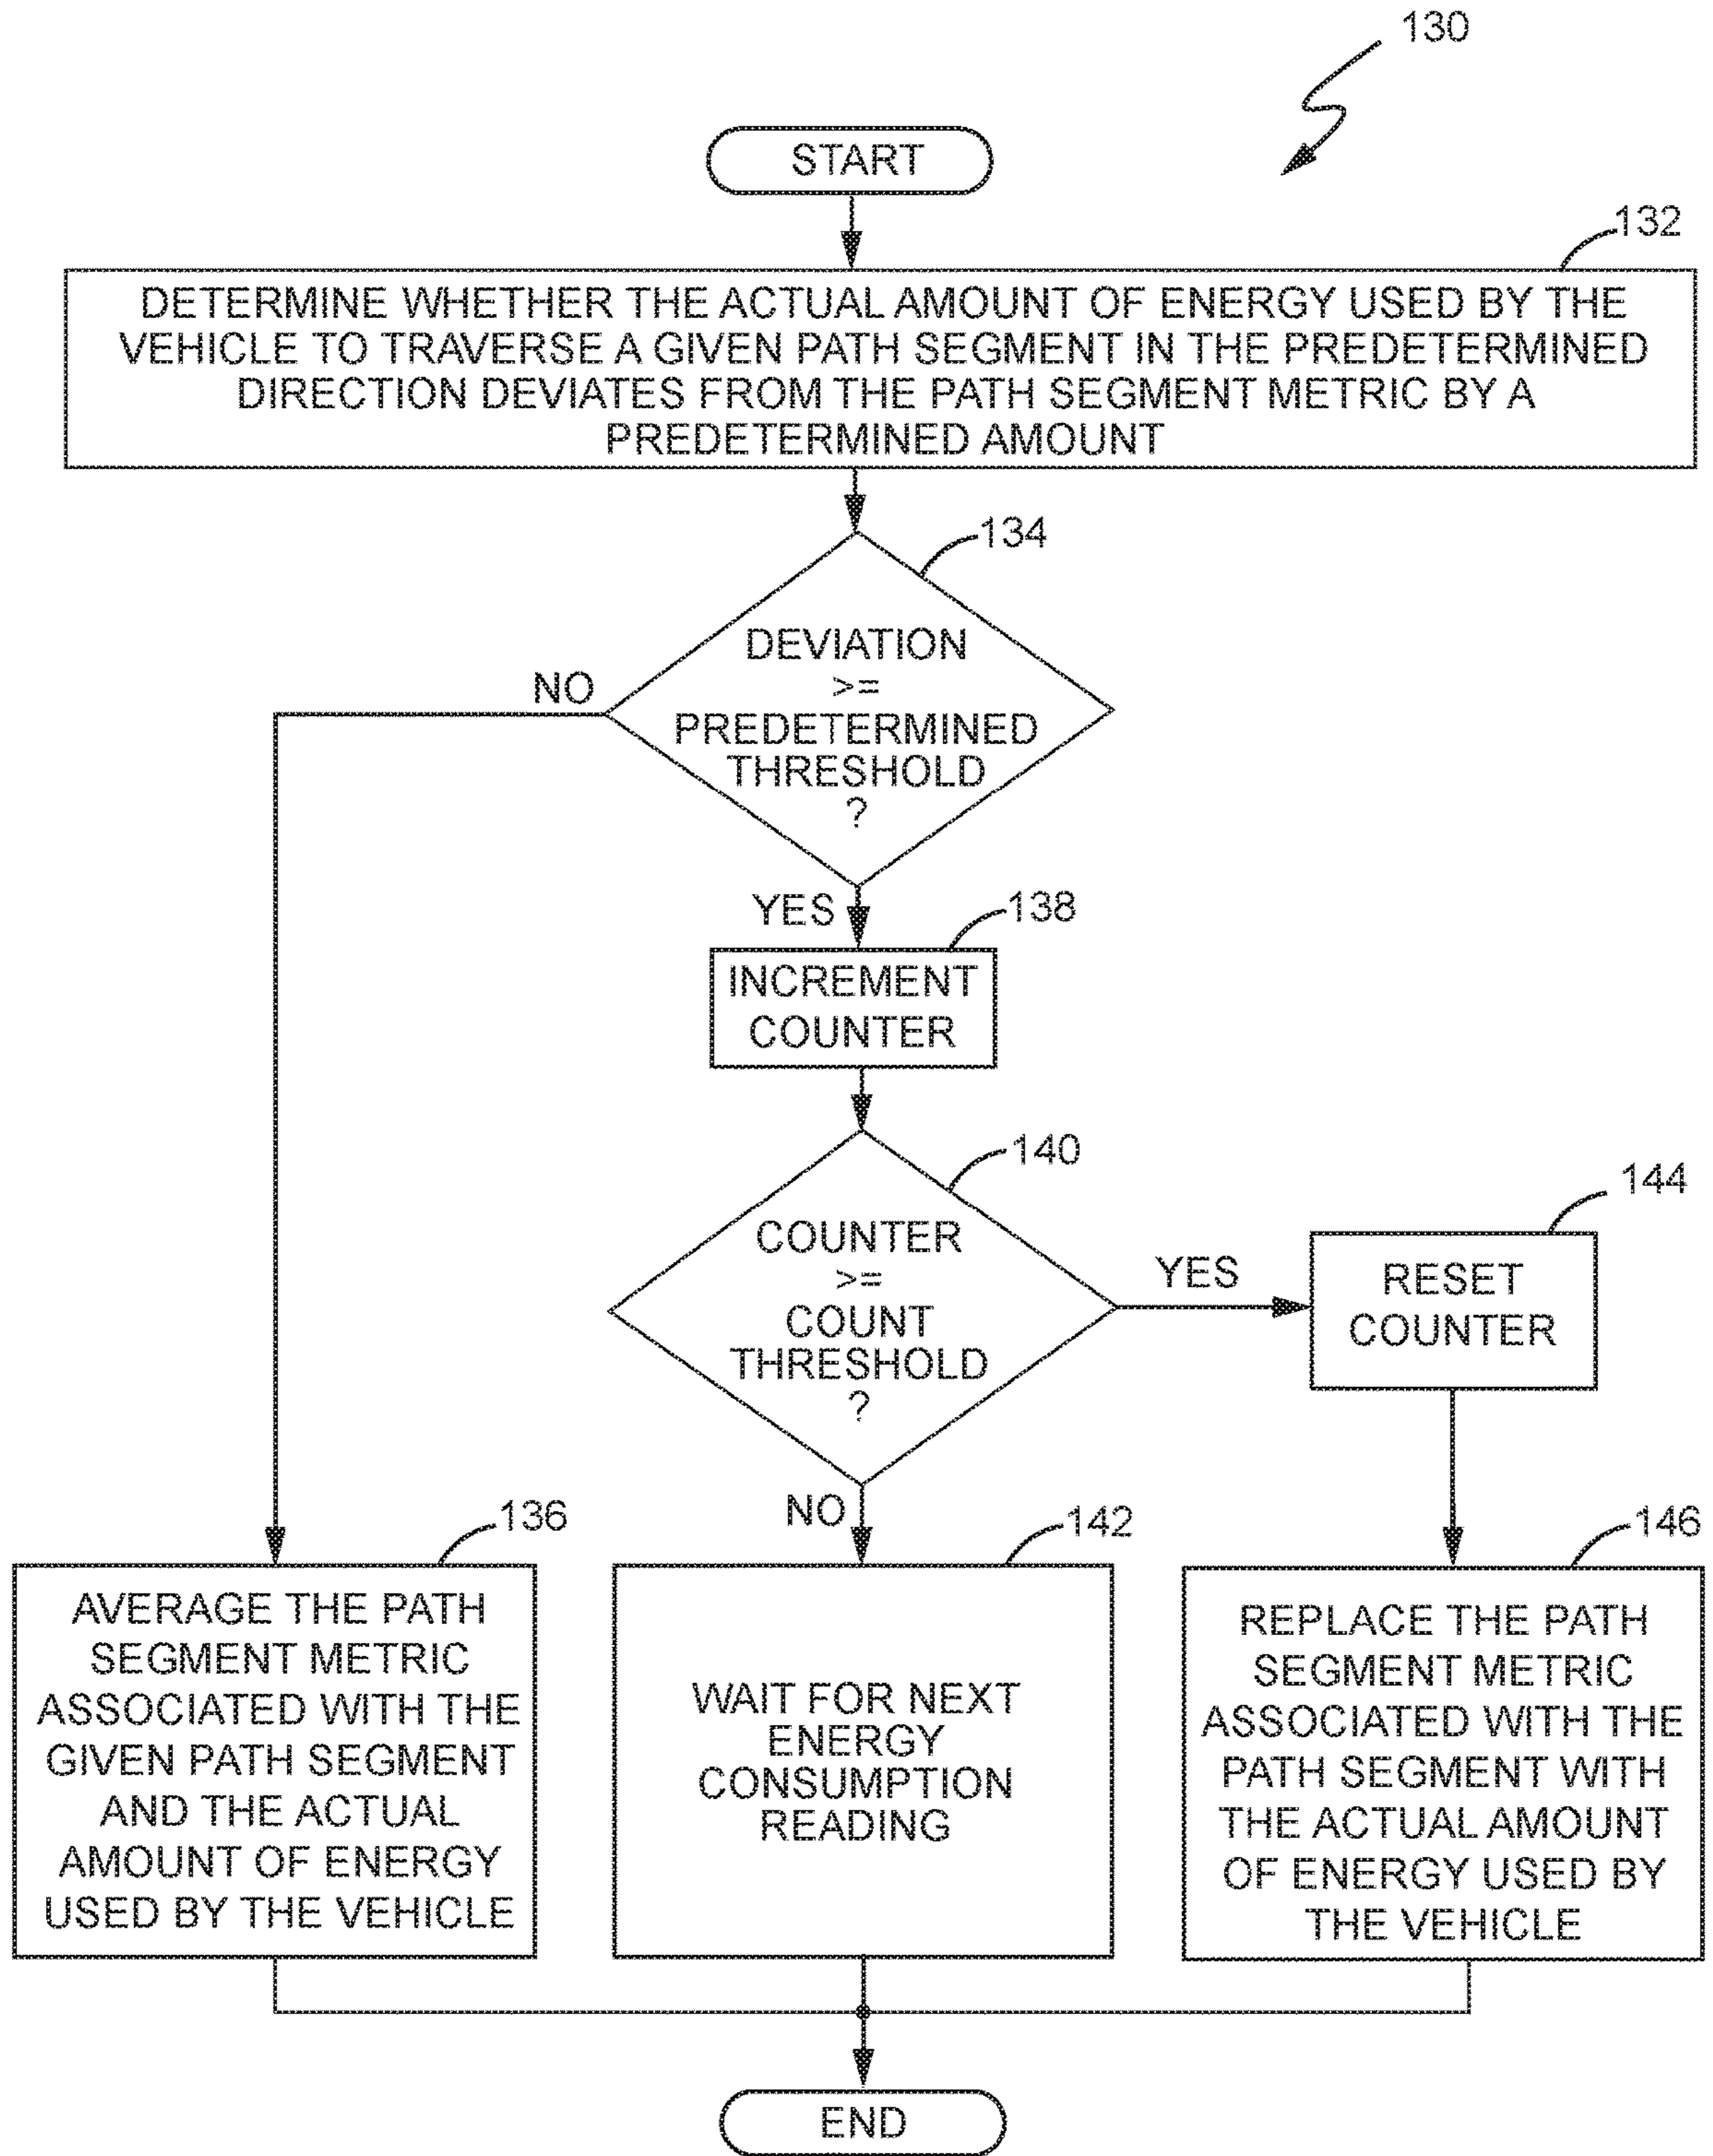 130
START
132
DETERMINE WHETHER THE ACTUAL AMOUNT OF ENERGY USED BY THE
VEHICLE TO TRAVERSE A GIVEN PATH SEGMENT IN THE PREDETERMINED
DIRECTION DEVIATES FROM THE PATH SEGMENT METRIC BY A
PREDETERMINED AMOUNT
134
DEVIATION
>=
PREDETERMINED
THRESHOLD
?
NO
YES
138
INCREMENT
COUNTER
140
COUNTER
>=
COUNT
THRESHOLD
?
YES
144
RESET
COUNTER
NO
136
AVERAGE THE PATH
SEGMENT METRIC
ASSOCIATED WITH THE
GIVEN PATH SEGMENT
AND THE ACTUAL
AMOUNT OF ENERGY
USED BY THE VEHICLE
142
WAIT FOR NEXT
ENERGY
CONSUMPTION
READING
146
REPLACE THE PATH
SEGMENT METRIC
ASSOCIATED WITH THE
PATH SEGMENT WITH
THE ACTUAL AMOUNT
OF ENERGY USED BY
THE VEHICLE
END